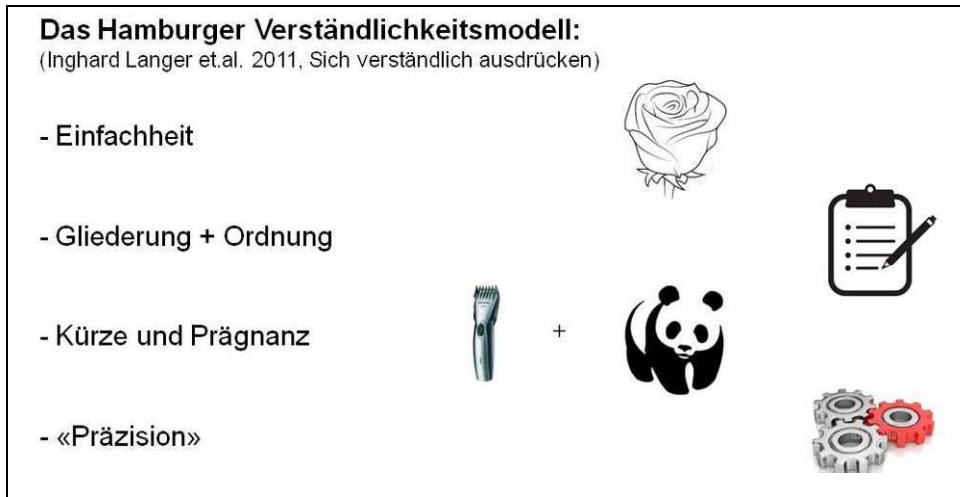 Das Hamburger Verständlichkeitsmodell:
(Inghard Langer et.al. 2011, Sich verständlich ausdrücken)
- Einfachheit
- Gliederung + Ordnung
- Kürze und Prägnanz
+
- «Präzision»